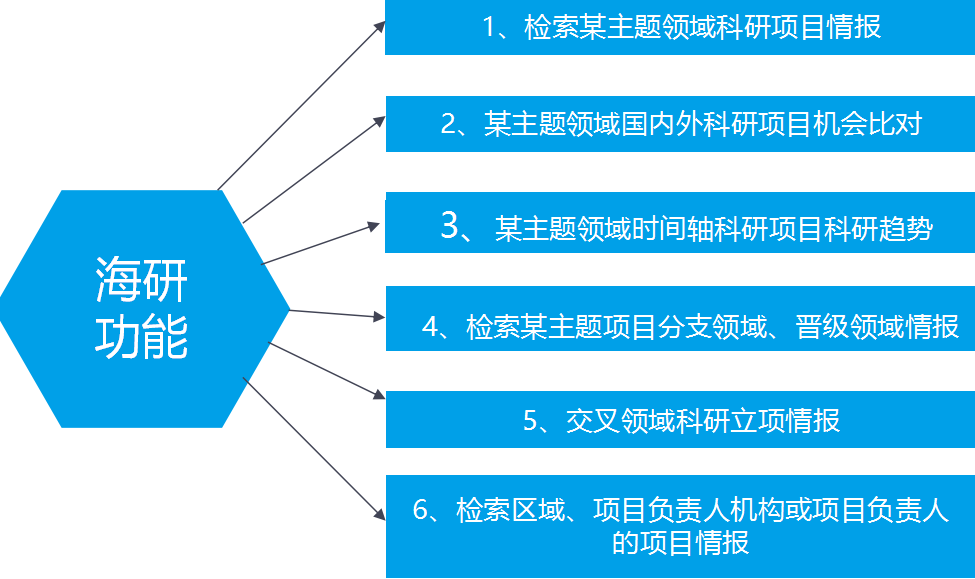 海研
功能
1、检索某主题领域科研项目情报
2、某主题领域国内外科研项目机会比对
3、某主题领域时间轴科研项目科研趋势
4、检索某主题项目分支领域、晋级领域情报
5、交叉领域科研立项情报
6、检索区域、项目负责人机构或项目负责人
的项目情报